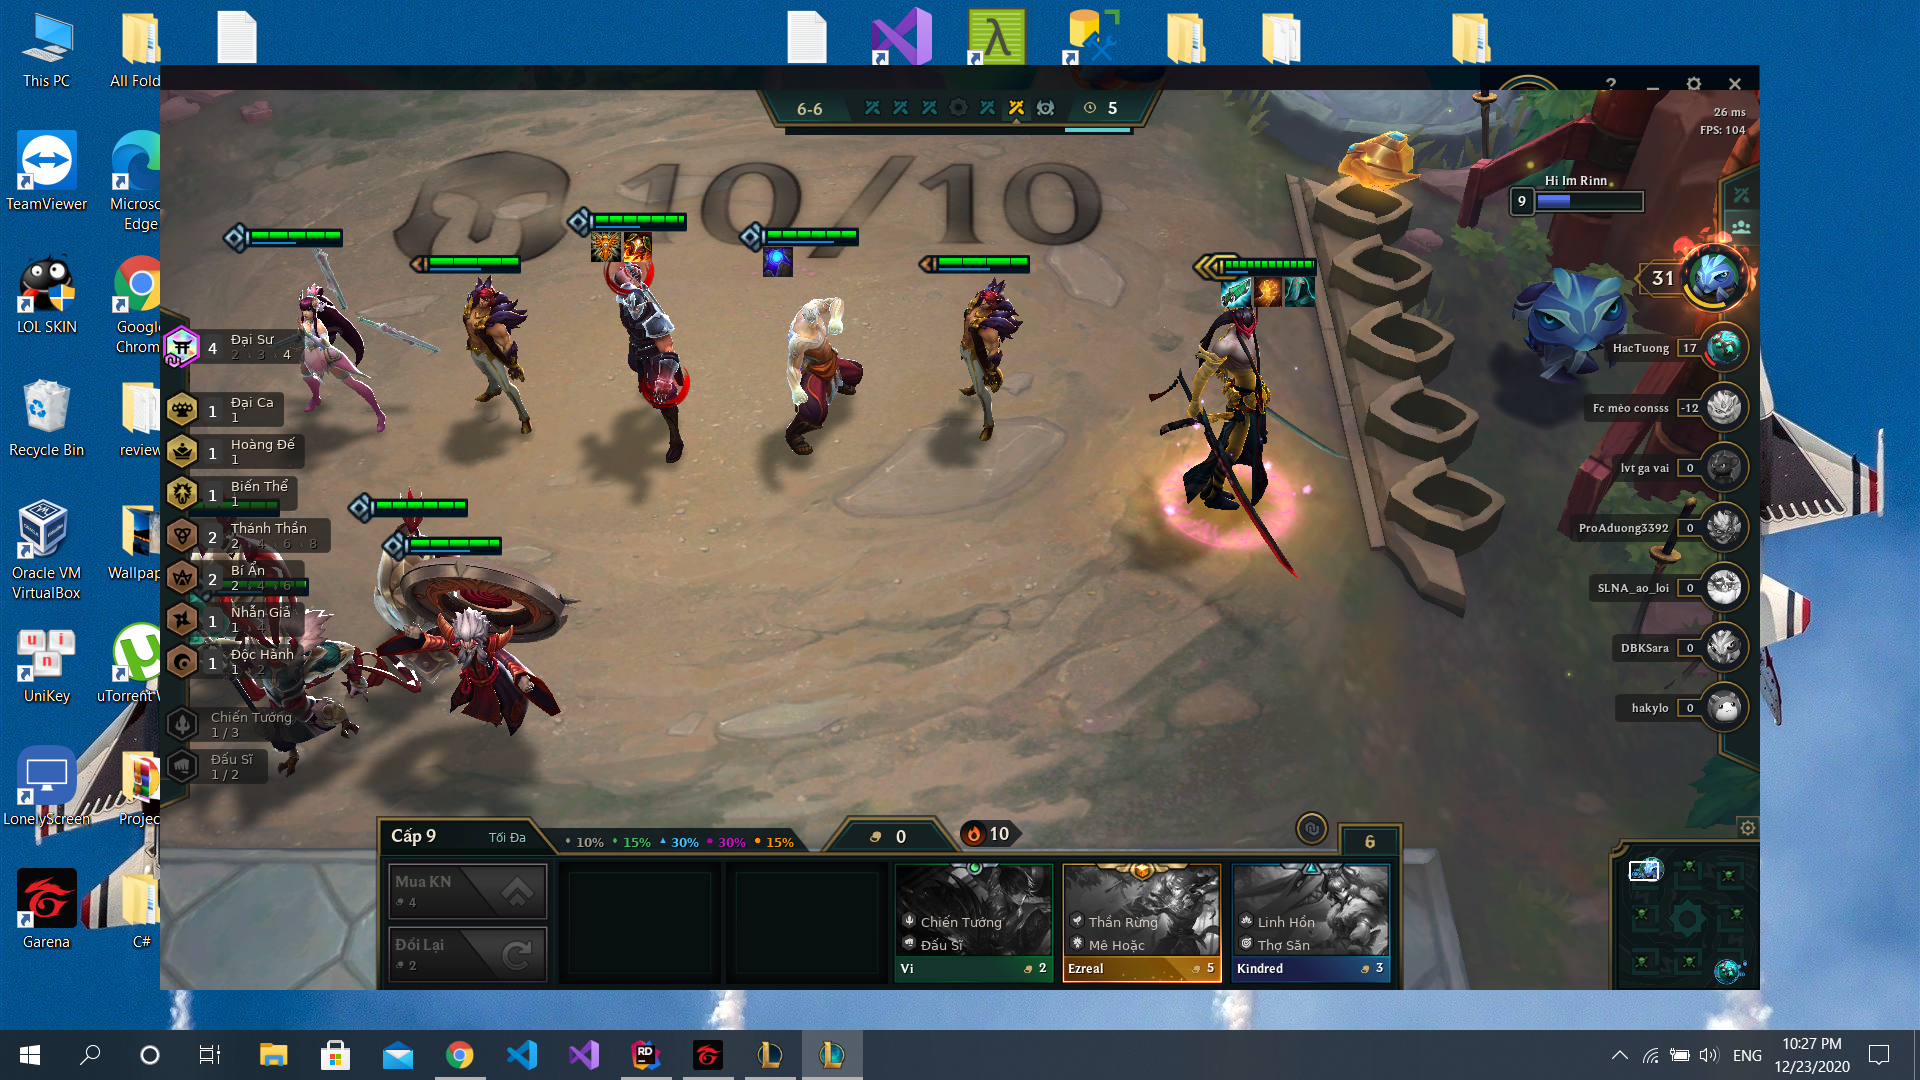 This PC
All Fold
6-6
5
26 ms
FPS: 104
10/10
Hi Im Rinn
9
TeamViewer
Microso
Edge
31
LOL SKIN
Google
Chrom
4
Đại Sư
2 › 3 › 4
HacTuong
17
1
Đại Ca
1
Fc mèo consss
-12
Recycle Bin
review
1
Hoàng Đế
1
lvt ga vai
0
1
Biến Thể
1
2
Thánh Thần
2 › 4 › 6 › 8
ProAduong3392
0
Oracle VM
VirtualBox
Wallpap
2
Bí Ẩn
2 › 4 › 6
SLNA_ao_loi
0
1
Nhẫn Giả
1 › 4
1
Độc Hành
1 › 2
DBKSara
0
UniKey
uTorrent W
Chiến Tướng
1 / 3
hakylo
0
Đấu Sĩ
1 / 2
LonelyScreen
Projec
Cấp 9
Tối Đa
10%
15%
30%
30%
15%
0
10
6
Mua KN
4
Đổi Lại
2
Chiến Tướng
Đấu Sĩ
Vi
2
Thần Rừng
Mê Hoặc
Ezreal
5
Linh Hồn
Thợ Săn
Kindred
3
Garena
C#
ENG
10:27 PM
12/23/2020